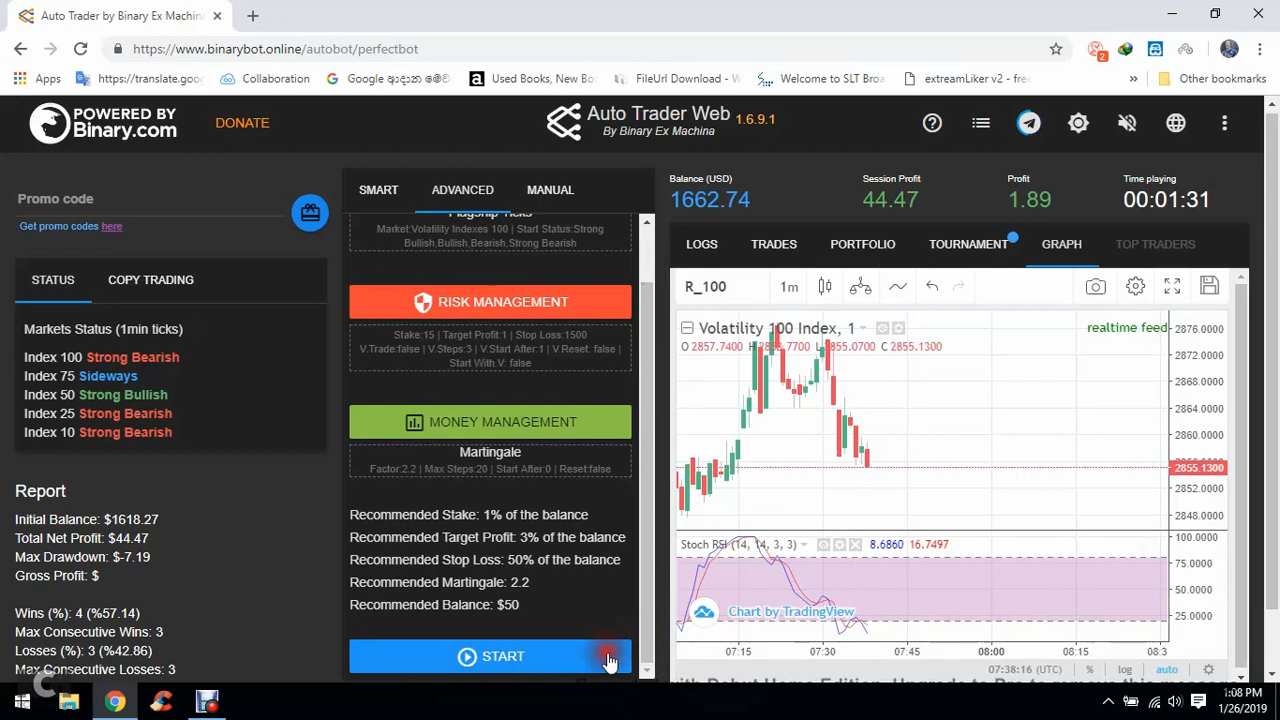 Auto Trader by Binary Ex Machina
https://www.binarybot.online/autobot/perfectbot
2
Apps
https://translate.goog
Collaboration
Google ආදාන මෙවි
Used Books, New Bo
FileUrl Download - W
Welcome to SLT Broa
extreamLiker v2 - free
»
Other bookmarks
POWERED BY
Binary.com
DONATE
Auto Trader Web 1.6.9.1
By Binary Ex Machina
Promo code
Get promo codes here
STATUS
COPY TRADING
Markets Status (1min ticks)
Index 100 Strong Bearish
Index 75 Sideways
Index 50 Strong Bullish
Index 25 Strong Bearish
Index 10 Strong Bearish
Report
Initial Balance: $1618.27
Total Net Profit: $44.47
Max Drawdown: $-7.19
Gross Profit: $
Wins (%): 4 (%57.14)
Max Consecutive Wins: 3
Losses (%): 3 (%42.86)
Max Consecutive Losses: 3
SMART
ADVANCED
MANUAL
Flagship Ticks
Market:Volatility Indexes 100 | Start Status:Strong
Bullish,Bullish,Bearish,Strong Bearish
RISK MANAGEMENT
Stake:15 | Target Profit:1 | Stop Loss:1500
V.Trade:false | V.Steps:3 | V.Start After:1 | V.Reset: false |
Start With.V: false
MONEY MANAGEMENT
Martingale
Factor:2.2 | Max Steps:20 | Start After:0 | Reset:false
Recommended Stake: 1% of the balance
Recommended Target Profit: 3% of the balance
Recommended Stop Loss: 50% of the balance
Recommended Martingale: 2.2
Recommended Balance: $50
START
Balance (USD)
1662.74
Session Profit
44.47
Profit
1.89
Time playing
00:01:31
LOGS
TRADES
PORTFOLIO
TOURNAMENT
GRAPH
TOP TRADERS
R_100
1m
Volatility 100 Index, 1
realtime feed
O 2857.7400 H L 2855.0700 C 2855.1300
2876.0000
2872.0000
2868.0000
2864.0000
2860.0000
2855.1300
2852.0000
2848.0000
Stoch RSI (14, 14, 3, 3) 8.6860 16.7497
100.0000
75.0000
50.0000
25.0000
Chart by TradingView
07:15
07:30
07:45
08:00
08:15
08:3
07:38:16 (UTC)
%
log
auto
1:08 PM
1/26/2019